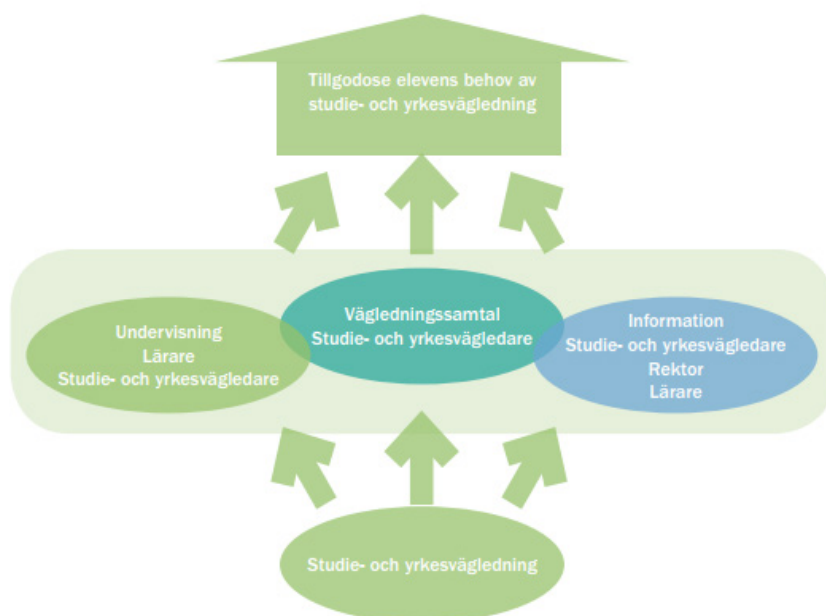 Tillgodose elevens behov av
studie- och yrkesvägledning
Undervisning
Lärare
Studie- och yrkesvägledare
Vägledningssamtal
Studie- och yrkesvägledare
Information
Studie- och yrkesvägledare
Rektor
Lärare
Studie- och yrkesvägledning